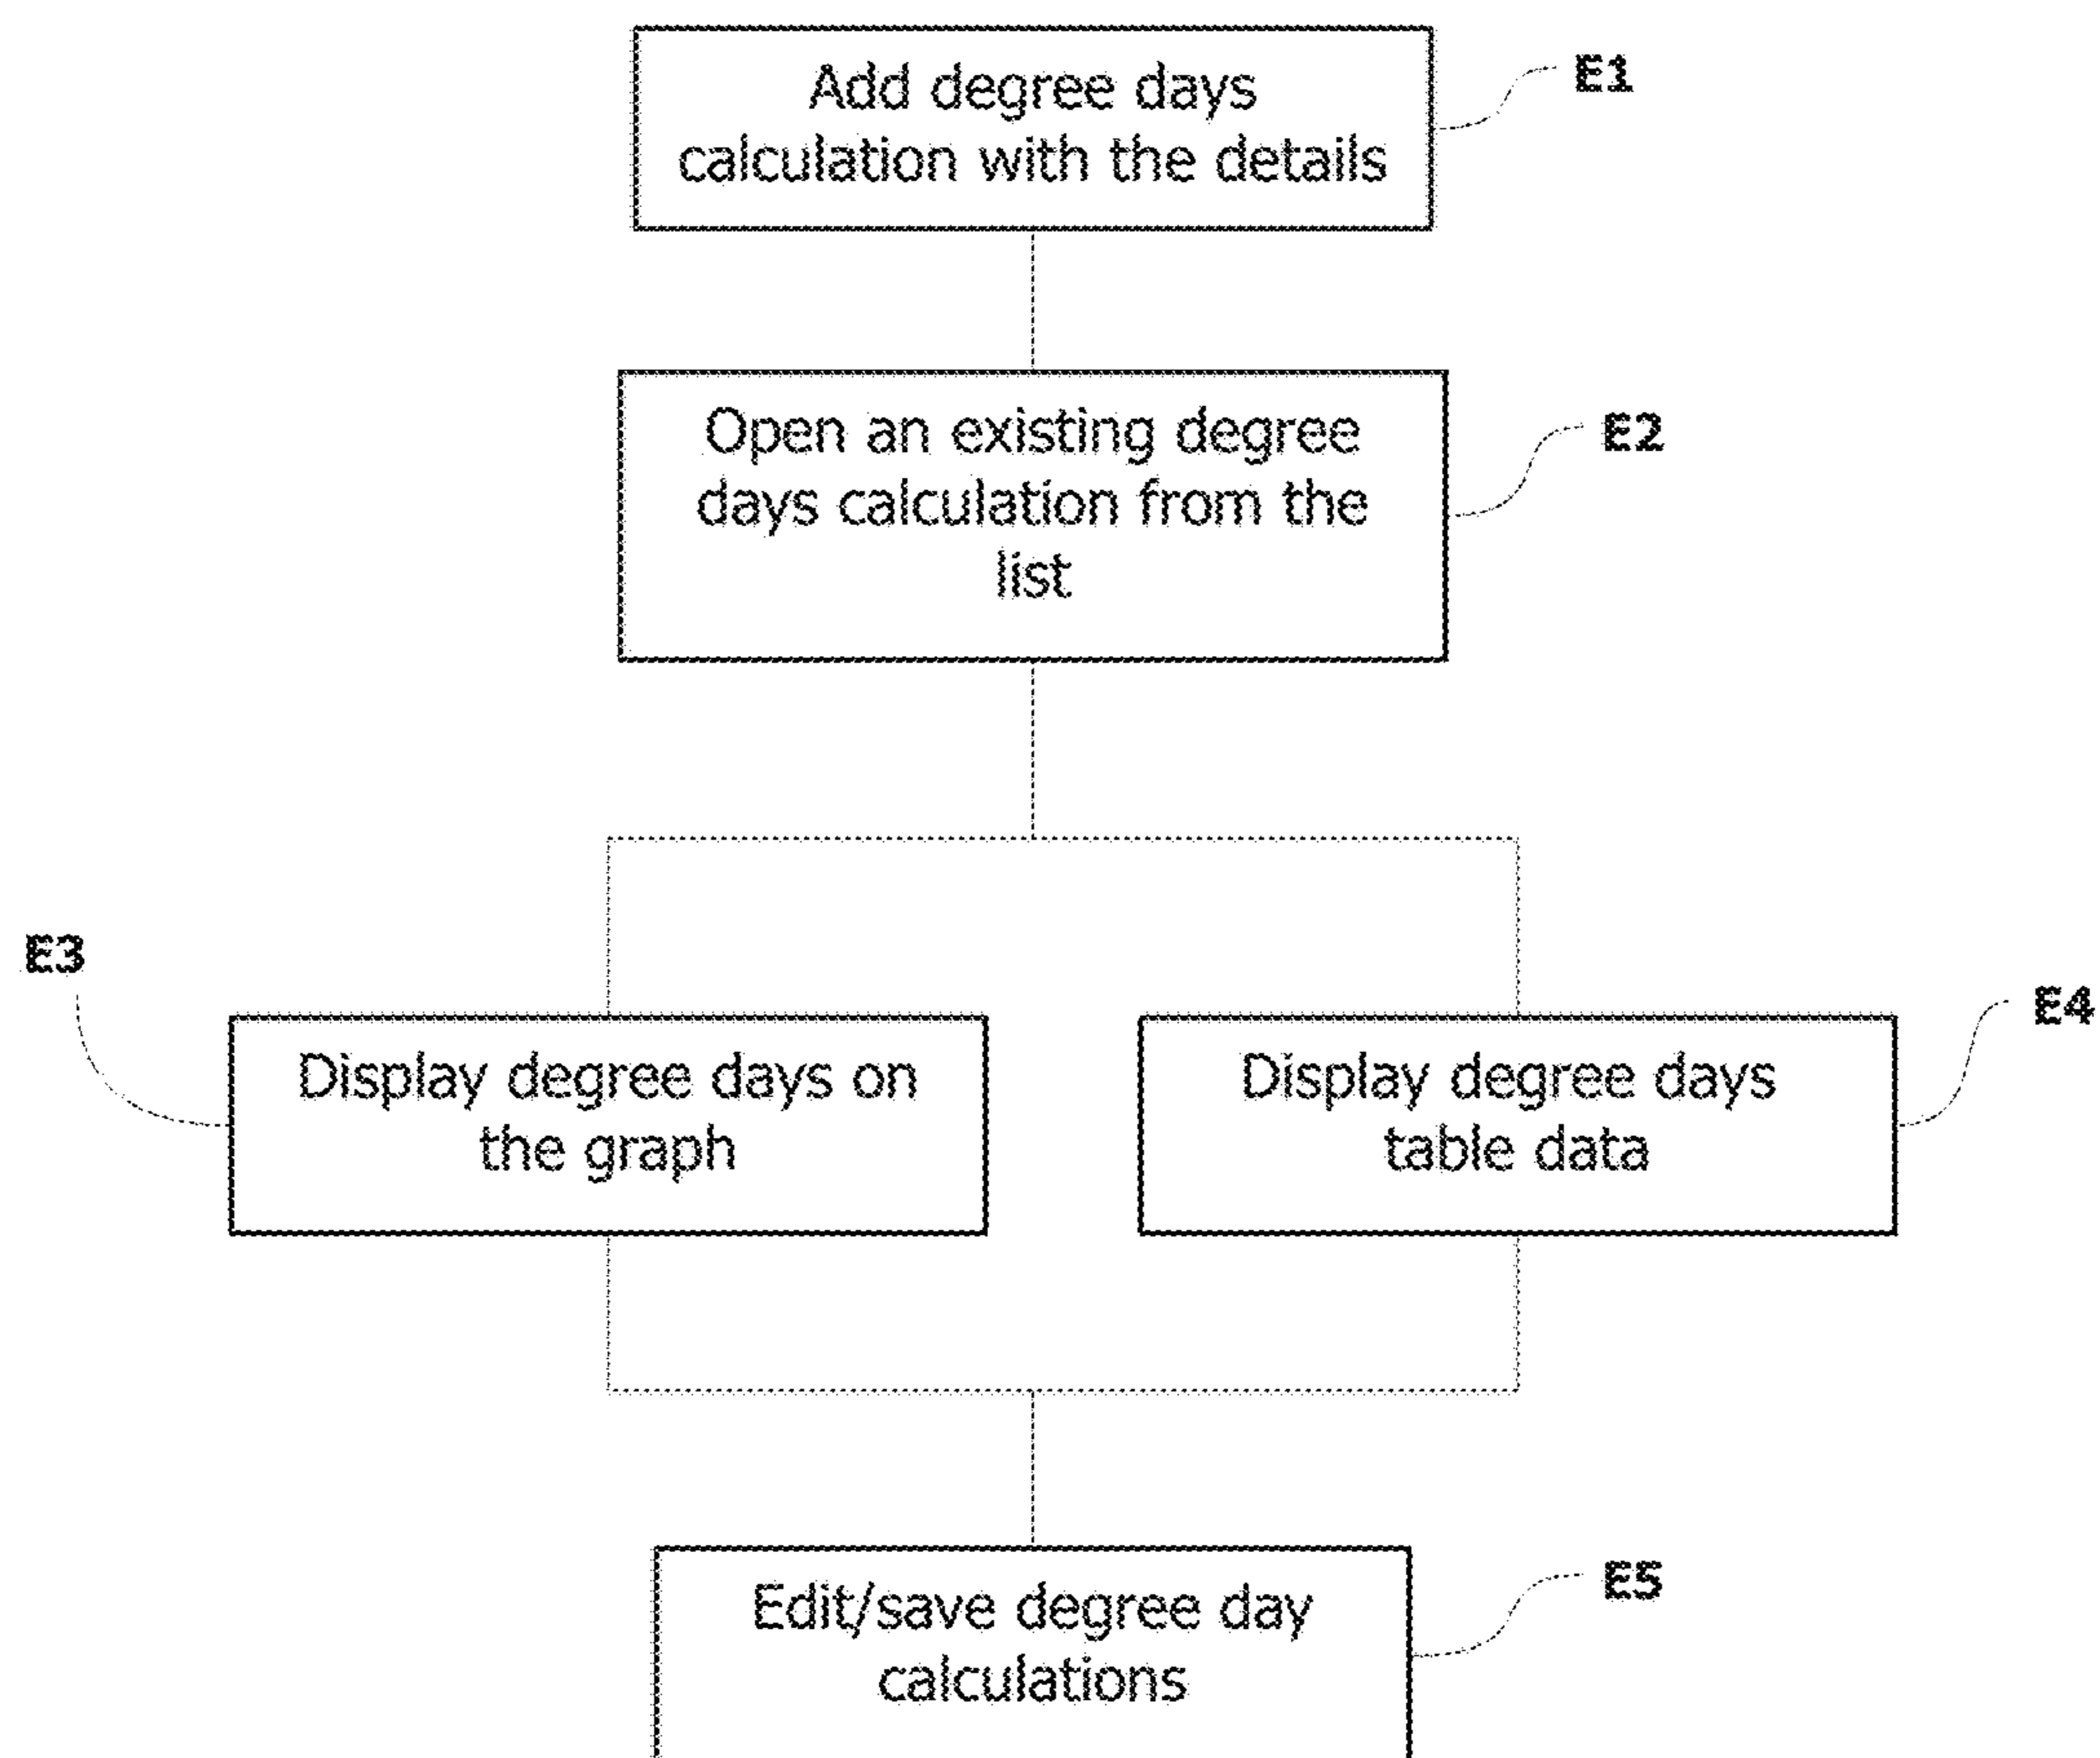 Add degree days
calculation with the details
E1
Open an existing degree
days calculation from the
list
E2
E3
Display degree days on
the graph
Display degree days
table data
E4
Edit/save degree day
calculations
E5